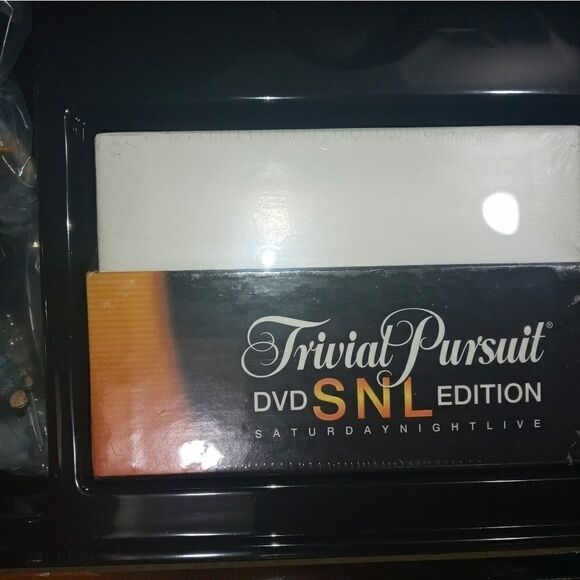 Trivial Pursuit®
DVD SNL EDITION
SATURDAYNIGHTLIVE